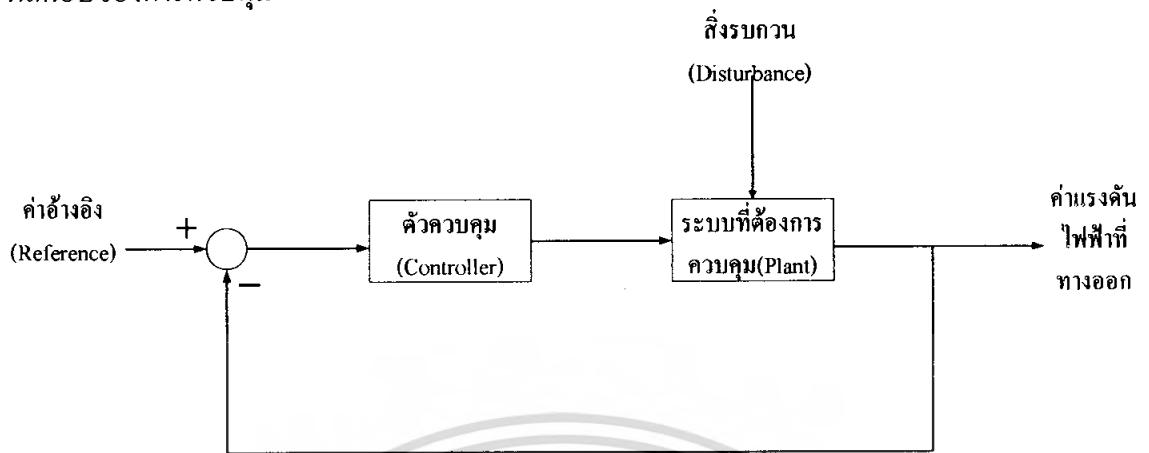 สิ่งรบกวน
(Disturbance)
ค่าอ้างอิง
(Reference)
+
−
ตัวควบคุม
(Controller)
ระบบที่ต้องการ
ควบคุม(Plant)
ค่าแรงดัน
ไฟฟ้าที่
ทางออก